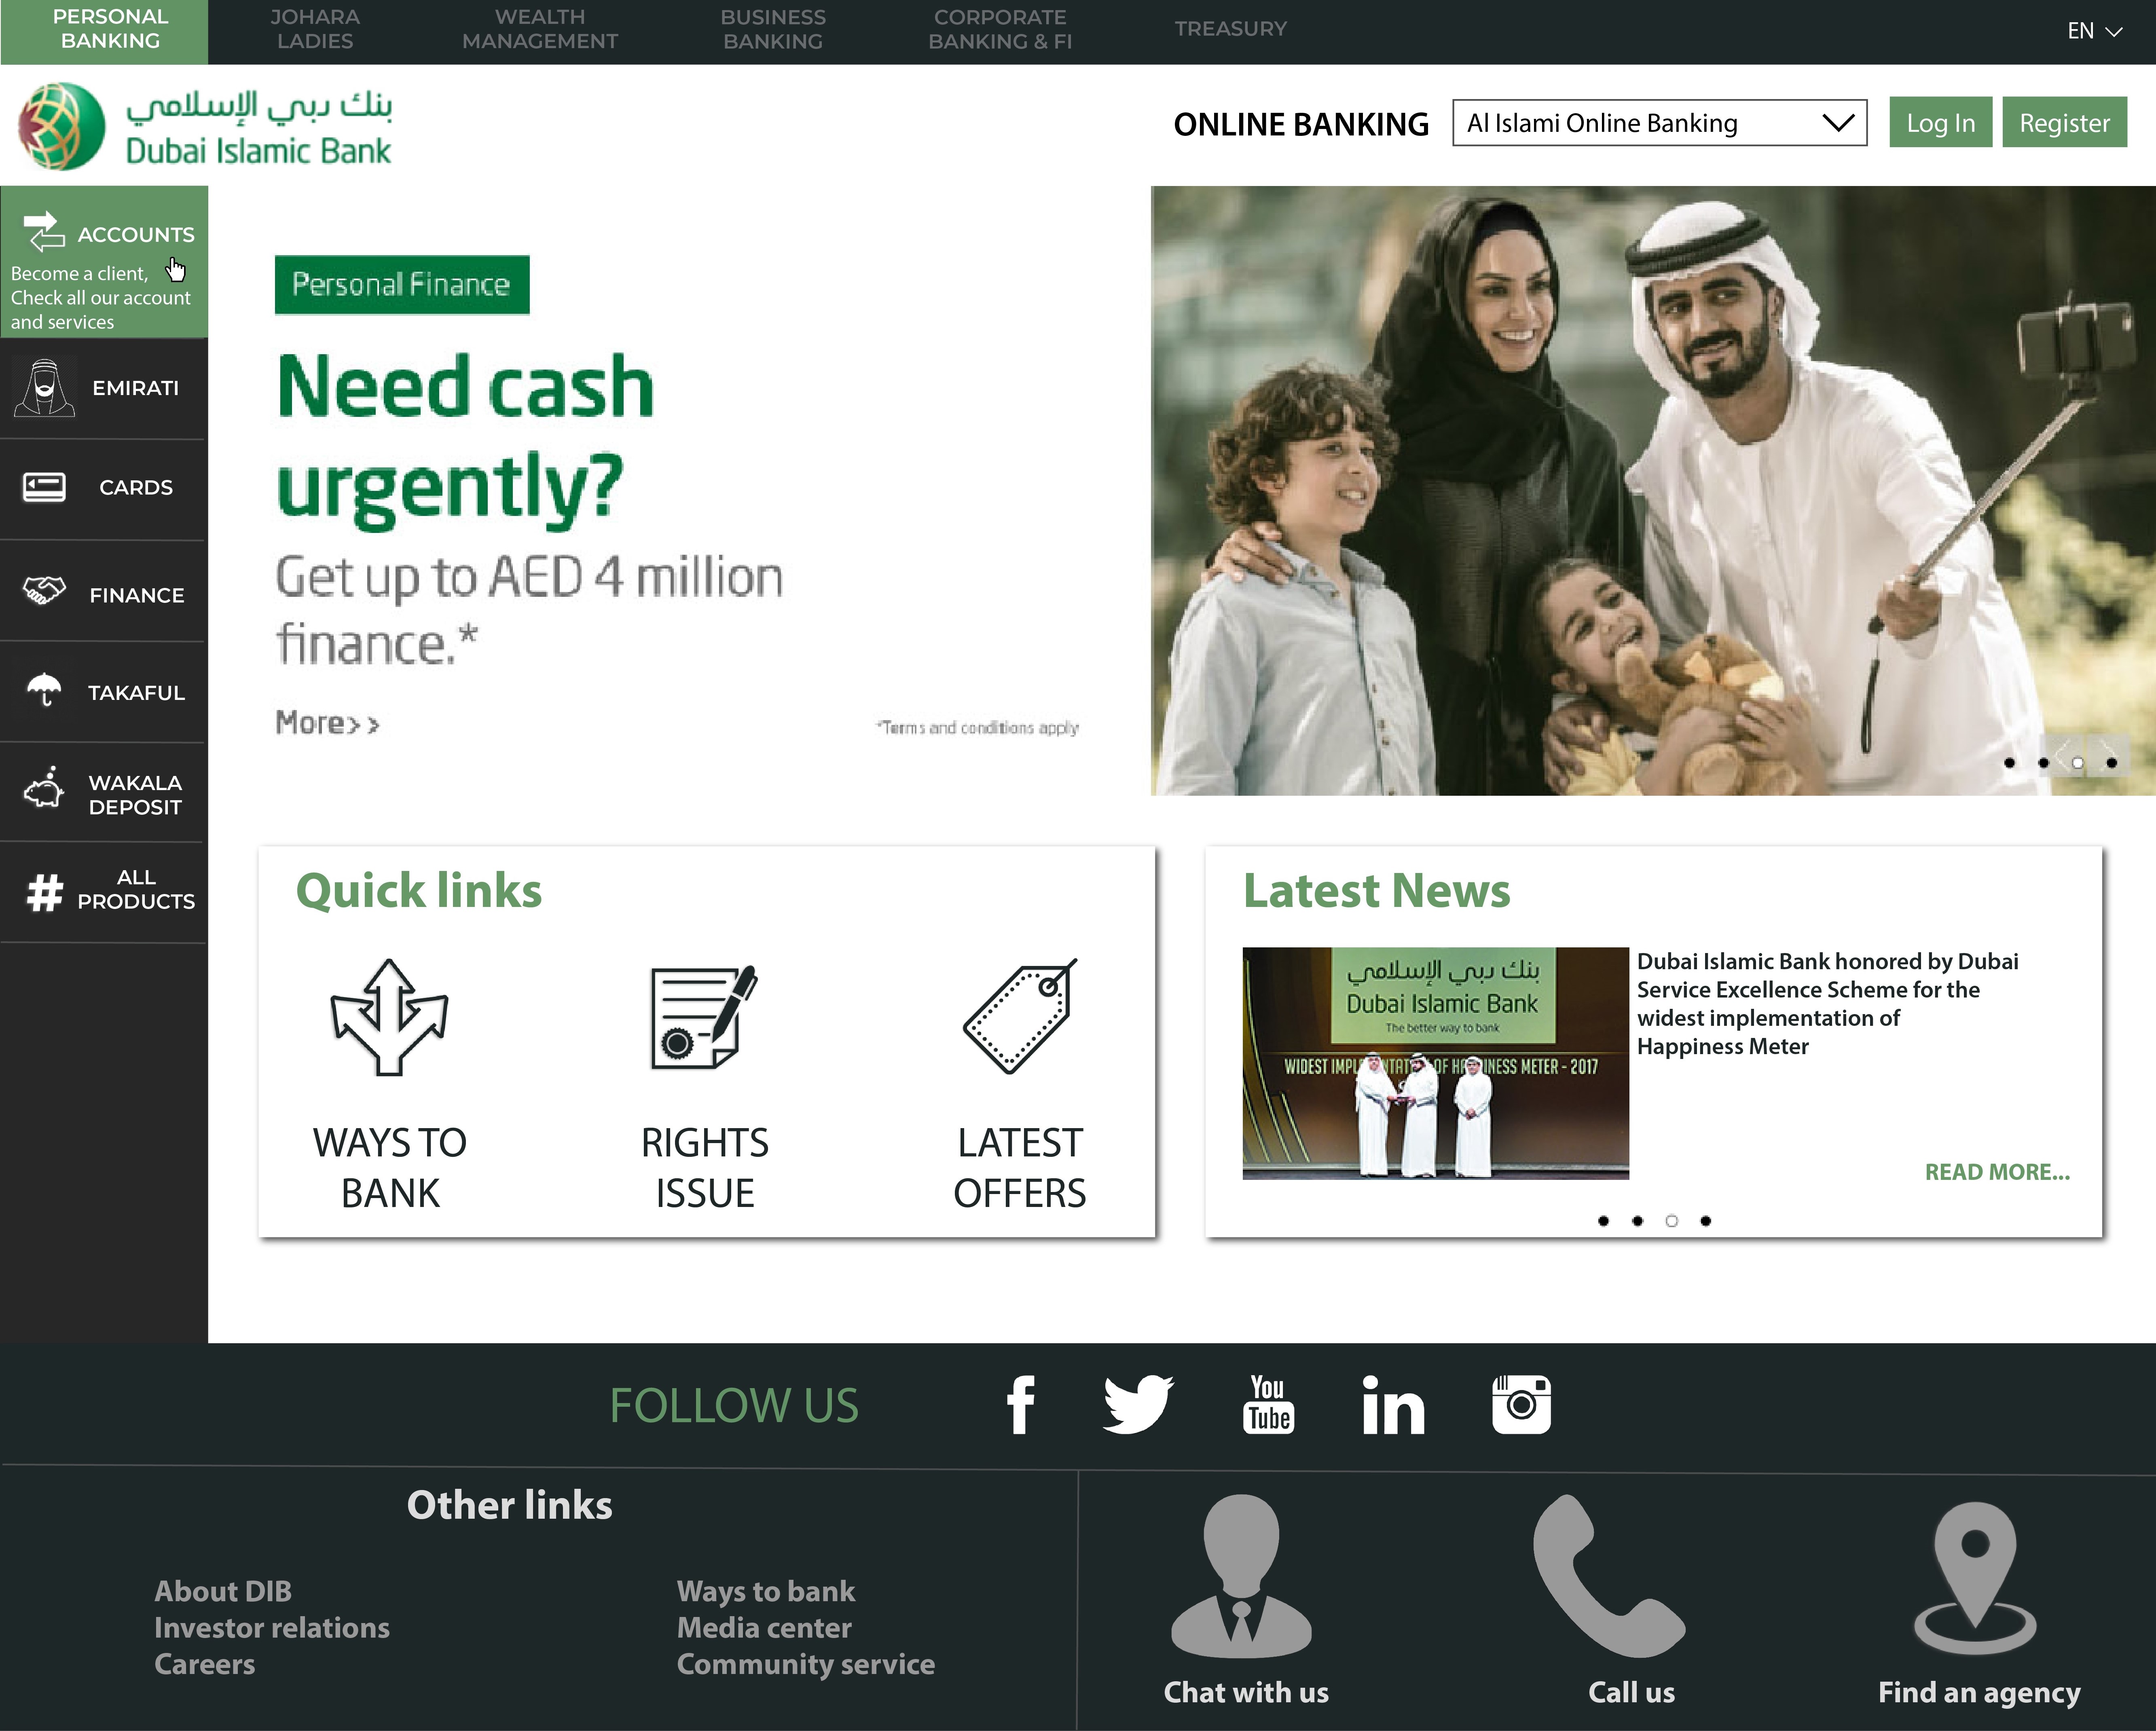 PERSONAL
BANKING
JOHARA
LADIES
WEALTH
MANAGEMENT
BUSINESS
BANKING
CORPORATE
BANKING & FI
TREASURY
EN
بنك دبي الإسلامي
Dubai Islamic Bank
ONLINE BANKING
Al Islami Online Banking
Log In
Register
ACCOUNTS
Become a client,
Check all our account
and services
EMIRATI
CARDS
FINANCE
TAKAFUL
WAKALA
DEPOSIT
ALL
PRODUCTS
Personal Finance
Need cash
urgently?
Get up to AED 4 million
finance.*
More>>
*Terms and conditions apply
Quick links
WAYS TO
BANK
RIGHTS
ISSUE
LATEST
OFFERS
Latest News
بنك دبي الإسلامي
Dubai Islamic Bank
The better way to bank
WIDEST IMPLEMENTATION OF HAPPINESS METER - 2017
Dubai Islamic Bank honored by Dubai
Service Excellence Scheme for the
widest implementation of
Happiness Meter
READ MORE...
FOLLOW US
You
Tube
Other links
About DIB
Investor relations
Careers
Ways to bank
Media center
Community service
Chat with us
Call us
Find an agency